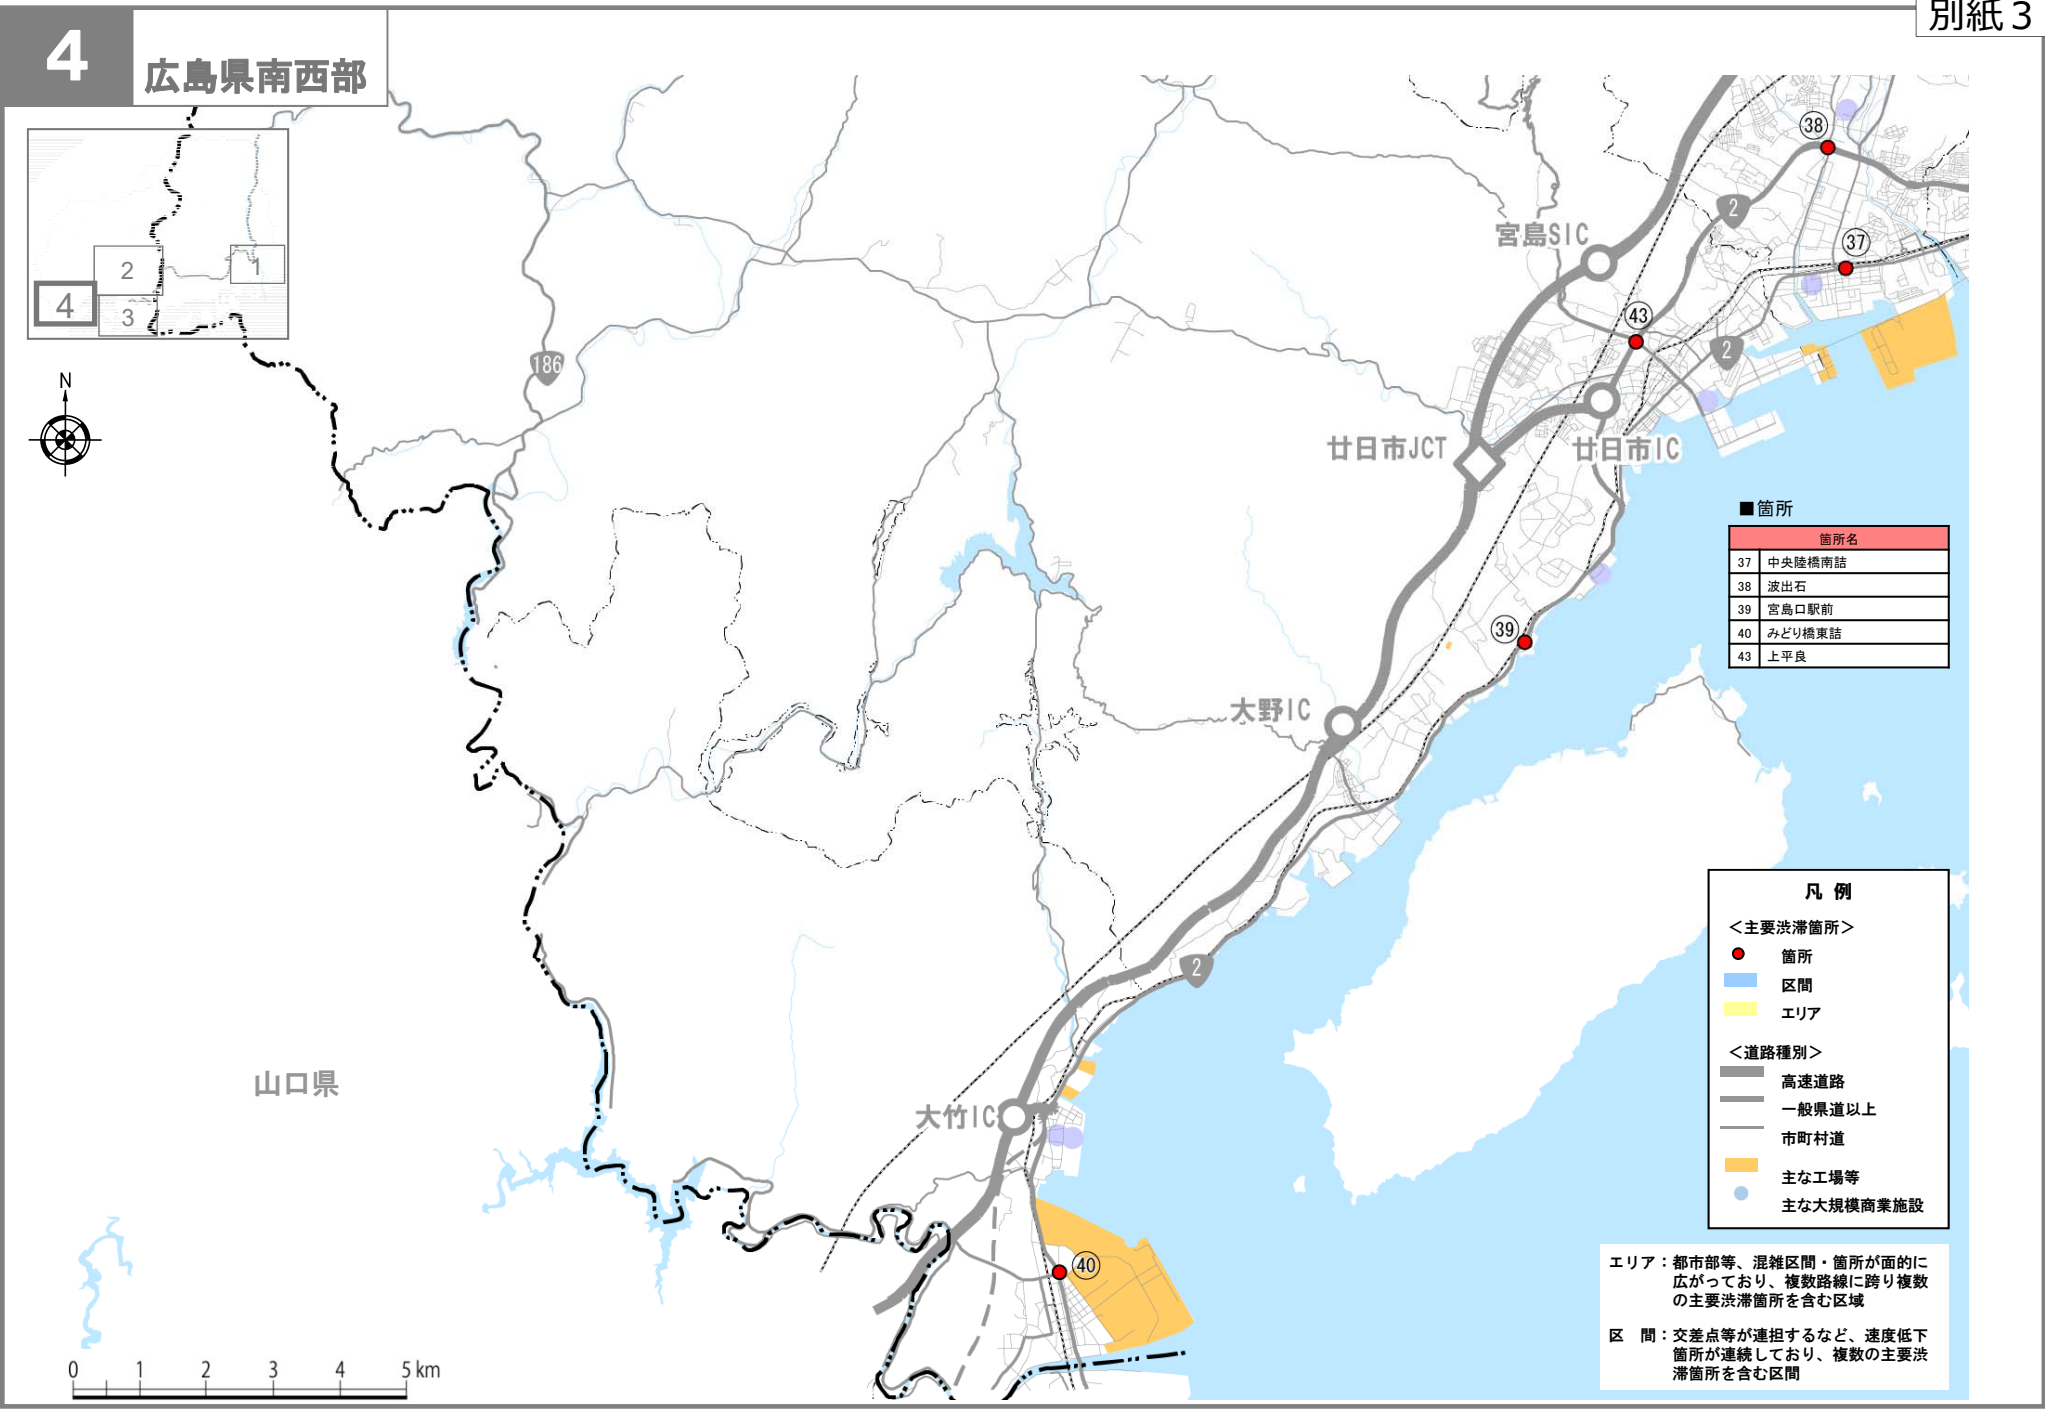 別紙３
4
広島県南西部
1
2
3
4
N
186
38
2
宮島SIC
37
43
2
廿日市JCT
廿日市IC
■箇所
箇所名
37 中央陸橋南詰
38 波出石
39 宮島口駅前
40 みどり橋東詰
43 上平良
39
大野IC
2
山口県
大竹IC
40
凡 例
＜主要渋滞箇所＞
箇所
区間
エリア
＜道路種別＞
高速道路
一般県道以上
市町村道
主な工場等
主な大規模商業施設
エリア：都市部等、混雑区間・箇所が面的に
広がっており、複数路線に跨り複数
の主要渋滞箇所を含む区域
区　間：交差点等が連担するなど、速度低下
箇所が連続しており、複数の主要渋
滞箇所を含む区間
0 1 2 3 4 5 km